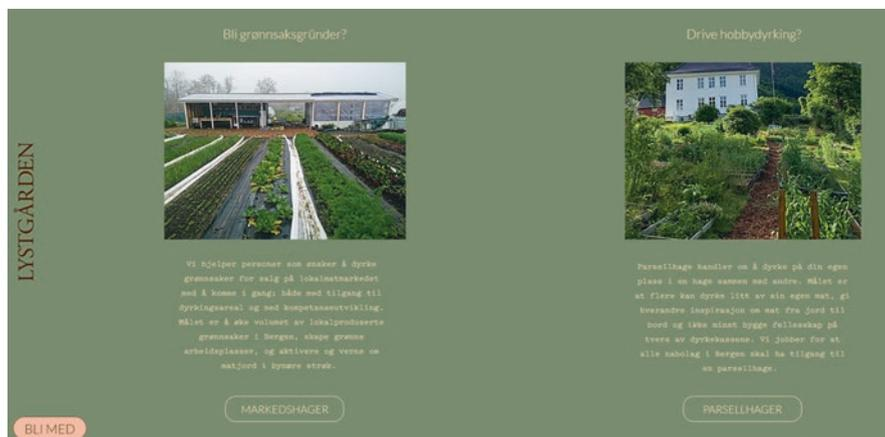 LYSTGÅRDEN
Bli grønnsaksgründer?
Vi hjelper personer som ønsker å dyrke
grønnsaker for salg på lokalmatmarkedet
med å komme i gang; både med tilgang til
dyrkingsareal og med kompetanseutvikling.
Målet er å øke volumet av lokalproduserte
grønnsaker i Bergen, skape grønne
arbeidsplasser, og aktivere og verne om
matjord i bynære strøk.
MARKEDSHAGER
Drive hobbydyrking?
Parsellhage handler om å dyrke på din egen
plass i en hage sammen med andre. Målet er
at flere kan dyrke litt av sin egen mat, gi
hverandre inspirasjon om mat fra jord til
bord og ikke minst bygge fellesskap på
tvers av dyrkekassene. Vi jobber for at
alle nabolag i Bergen skal ha tilgang til
en parsellhage.
PARSELLHAGER
BLI MED